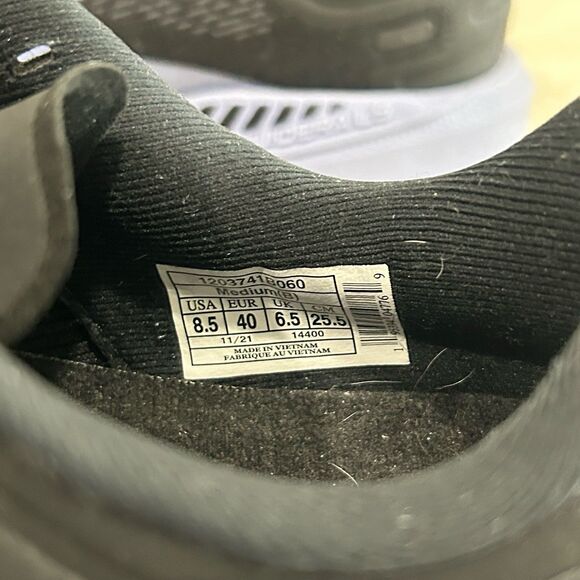 1203741B060
Medium(B)
USA EUR UK CM
8.5 40 6.5 25.5
11/21 14400
MADE IN VIETNAM
FABRIQUE AU VIETNAM